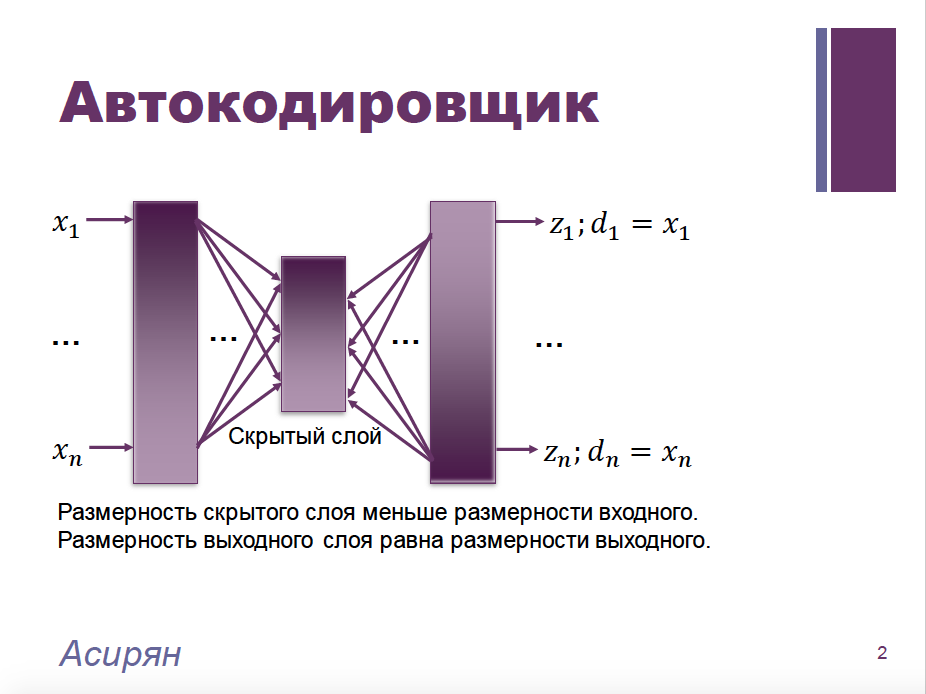 Автокодировщик
x₁
z₁; d₁ = x₁
... ... ... ...
xₙ
Скрытый слой
zₙ; dₙ = xₙ
Размерность скрытого слоя меньше размерности входного.
Размерность выходного слоя равна размерности выходного.
Асирян
2